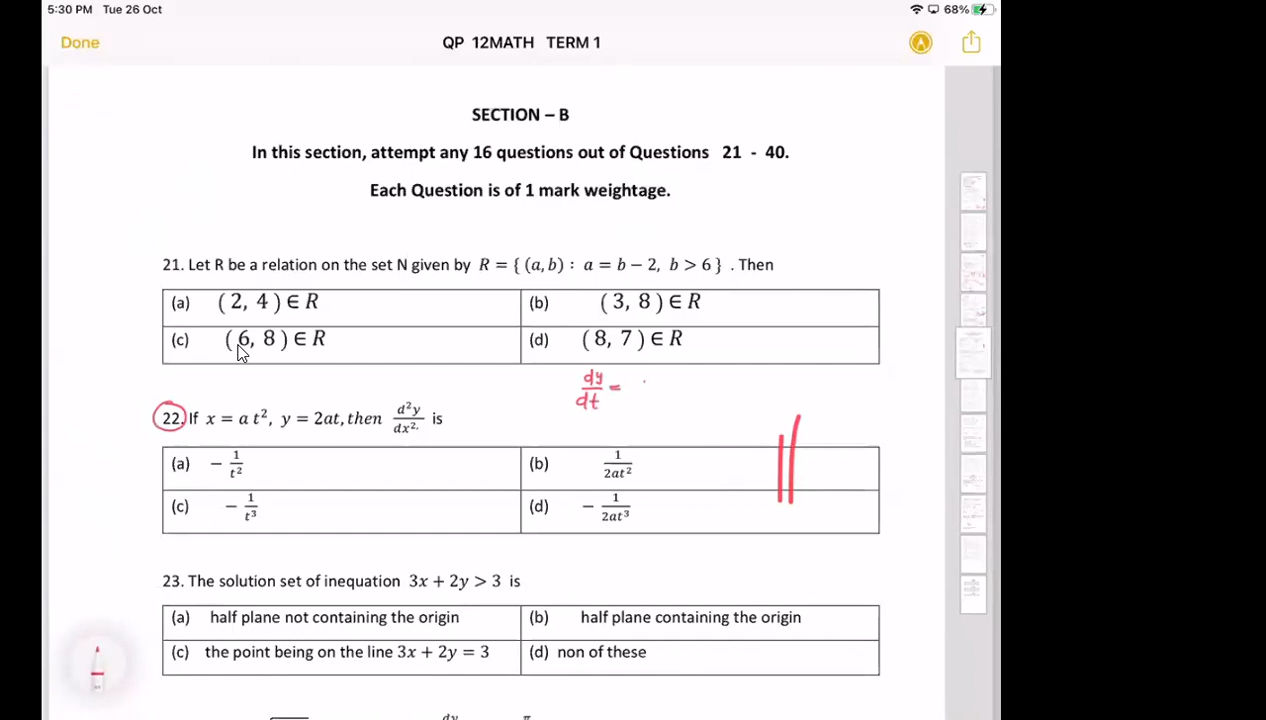 5:30 PM Tue 26 Oct 68%
Done QP 12MATH TERM 1
SECTION – B
In this section, attempt any 16 questions out of Questions 21 - 40.
Each Question is of 1 mark weightage.
21. Let R be a relation on the set N given by R = { (a, b) : a = b − 2, b > 6 } . Then
(a) ( 2, 4 ) ∈ R (b) ( 3, 8 ) ∈ R
(c) ( 6, 8 ) ∈ R (d) ( 8, 7 ) ∈ R
dy/dt =
22. If x = a t², y = 2at, then d²y/dx². is
(a) − 1/t² (b) 1/2at²
(c) − 1/t³ (d) − 1/2at³
23. The solution set of inequation 3x + 2y > 3 is
(a) half plane not containing the origin (b) half plane containing the origin
(c) the point being on the line 3x + 2y = 3 (d) non of these